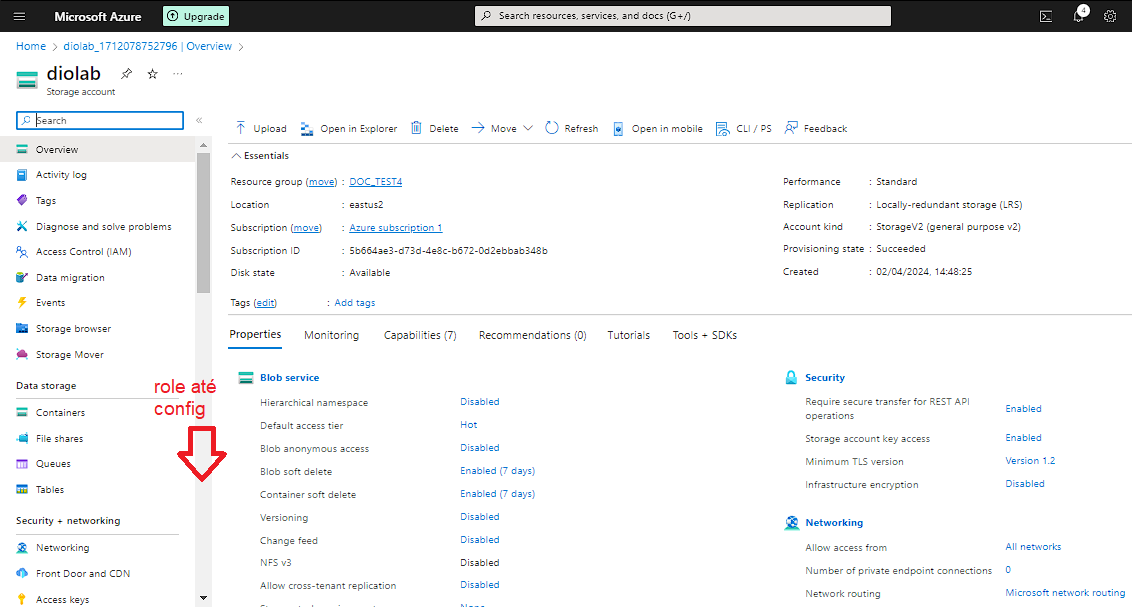 Microsoft Azure
Upgrade
Search resources, services, and docs (G+/)
4
Home > diolab_1712078752796 | Overview >
diolab
Storage account
Search
Overview
Activity log
Tags
Diagnose and solve problems
Access Control (IAM)
Data migration
Events
Storage browser
Storage Mover
Data storage
Containers
File shares
Queues
Tables
Security + networking
Networking
Front Door and CDN
Access keys
role até
config
Upload
Open in Explorer
Delete
Move
Refresh
Open in mobile
CLI / PS
Feedback
Essentials
Resource group (move) : DOC_TEST4
Location : eastus2
Subscription (move) : Azure subscription 1
Subscription ID : 5b664ae3-d73d-4e8c-b672-0d2ebbab348b
Disk state : Available
Tags (edit) : Add tags
Performance : Standard
Replication : Locally-redundant storage (LRS)
Account kind : StorageV2 (general purpose v2)
Provisioning state : Succeeded
Created : 02/04/2024, 14:48:25
Properties
Monitoring
Capabilities (7)
Recommendations (0)
Tutorials
Tools + SDKs
Blob service
Hierarchical namespace Disabled
Default access tier Hot
Blob anonymous access Disabled
Blob soft delete Enabled (7 days)
Container soft delete Enabled (7 days)
Versioning Disabled
Change feed Disabled
NFS v3 Disabled
Allow cross-tenant replication Disabled
Security
Require secure transfer for REST API
operations Enabled
Storage account key access Enabled
Minimum TLS version Version 1.2
Infrastructure encryption Disabled
Networking
Allow access from All networks
Number of private endpoint connections 0
Network routing Microsoft network routing